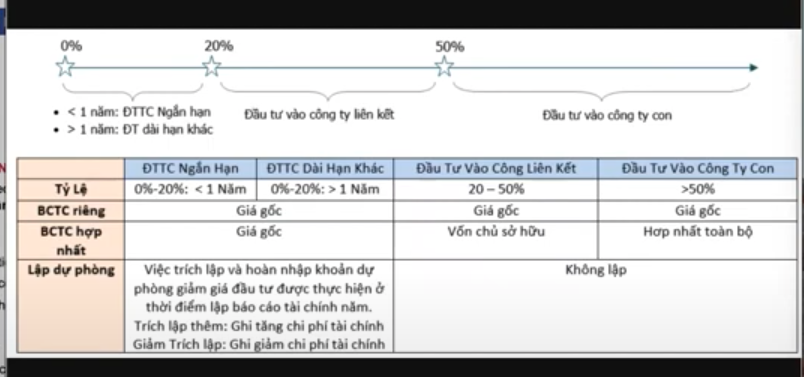 0%
20%
50%
• < 1 năm: ĐTTC Ngắn hạn
• > 1 năm: ĐT dài hạn khác
Đầu tư vào công ty liên kết
Đầu tư vào công ty con
ĐTTC Ngắn Hạn
ĐTTC Dài Hạn Khác
Đầu Tư Vào Công Liên Kết
Đầu Tư Vào Công Ty Con
Tỷ Lệ
0%-20%: < 1 Năm
0%-20%: > 1 Năm
20 – 50%
>50%
BCTC riêng
Giá gốc
Giá gốc
Giá gốc
BCTC hợp
nhất
Giá gốc
Vốn chủ sở hữu
Hợp nhất toàn bộ
Lập dự phòng
Việc trích lập và hoàn nhập khoản dự
phòng giảm giá đầu tư được thực hiện ở
thời điểm lập báo cáo tài chính năm.
Trích lập thêm: Ghi tăng chi phí tài chính
Giảm Trích lập: Ghi giảm chi phí tài chính
Không lập